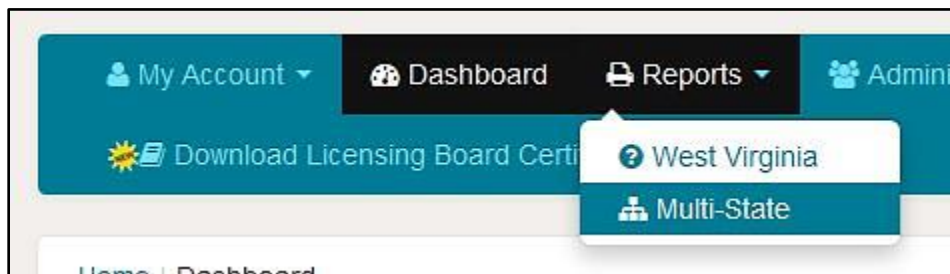 My Account Dashboard Reports Admini
Download Licensing Board Certi
West Virginia
Multi-State
Home / Dashboard